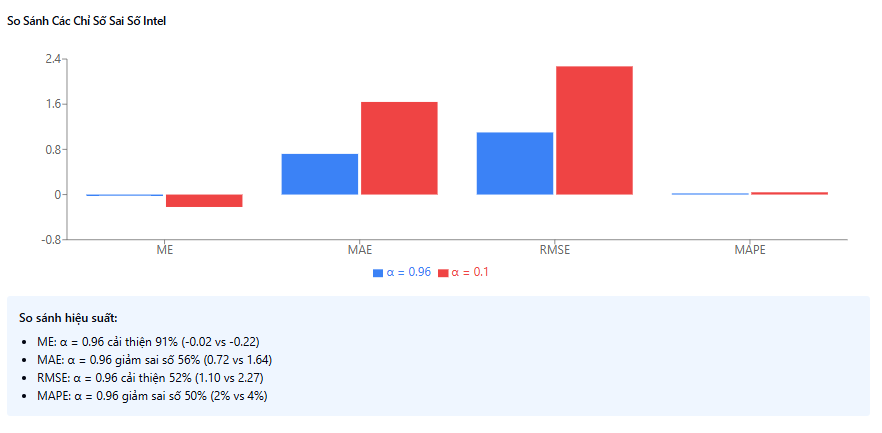 So Sánh Các Chỉ Số Sai Số Intel
2.4
1.6
0.8
0
-0.8
ME
MAE
RMSE
MAPE
α = 0.96
α = 0.1
So sánh hiệu suất:
• ME: α = 0.96 cải thiện 91% (-0.02 vs -0.22)
• MAE: α = 0.96 giảm sai số 56% (0.72 vs 1.64)
• RMSE: α = 0.96 cải thiện 52% (1.10 vs 2.27)
• MAPE: α = 0.96 giảm sai số 50% (2% vs 4%)